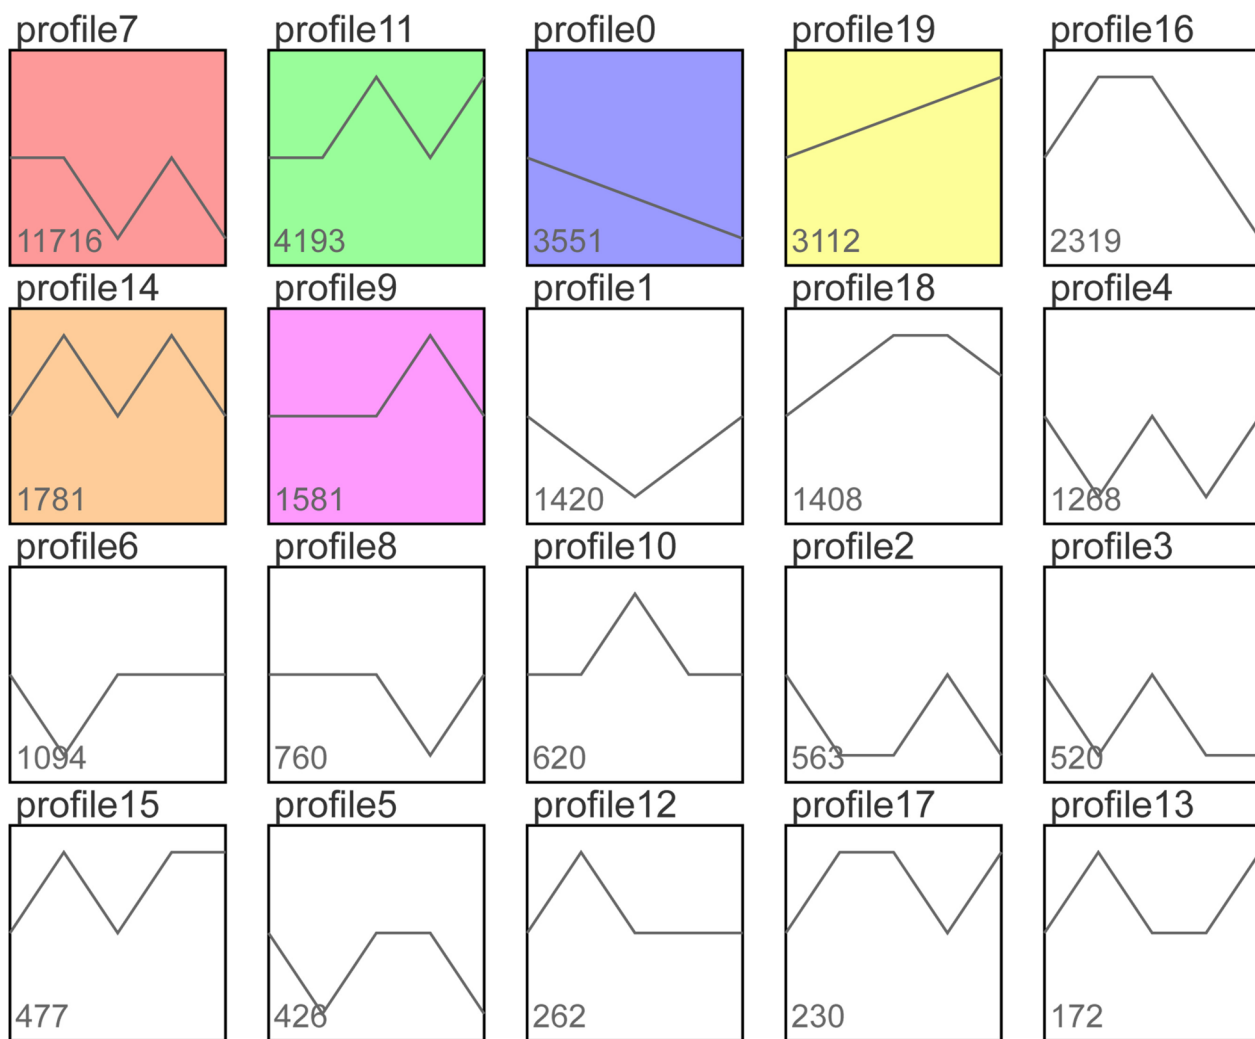 profile7 profile11 profile0 profile19 profile16
11716 4193 3551 3112 2319
profile14 profile9 profile1 profile18 profile4
1781 1581 1420 1408 1268
profile6 profile8 profile10 profile2 profile3
1094 760 620 563 520
profile15 profile5 profile12 profile17 profile13
477 426 262 230 172